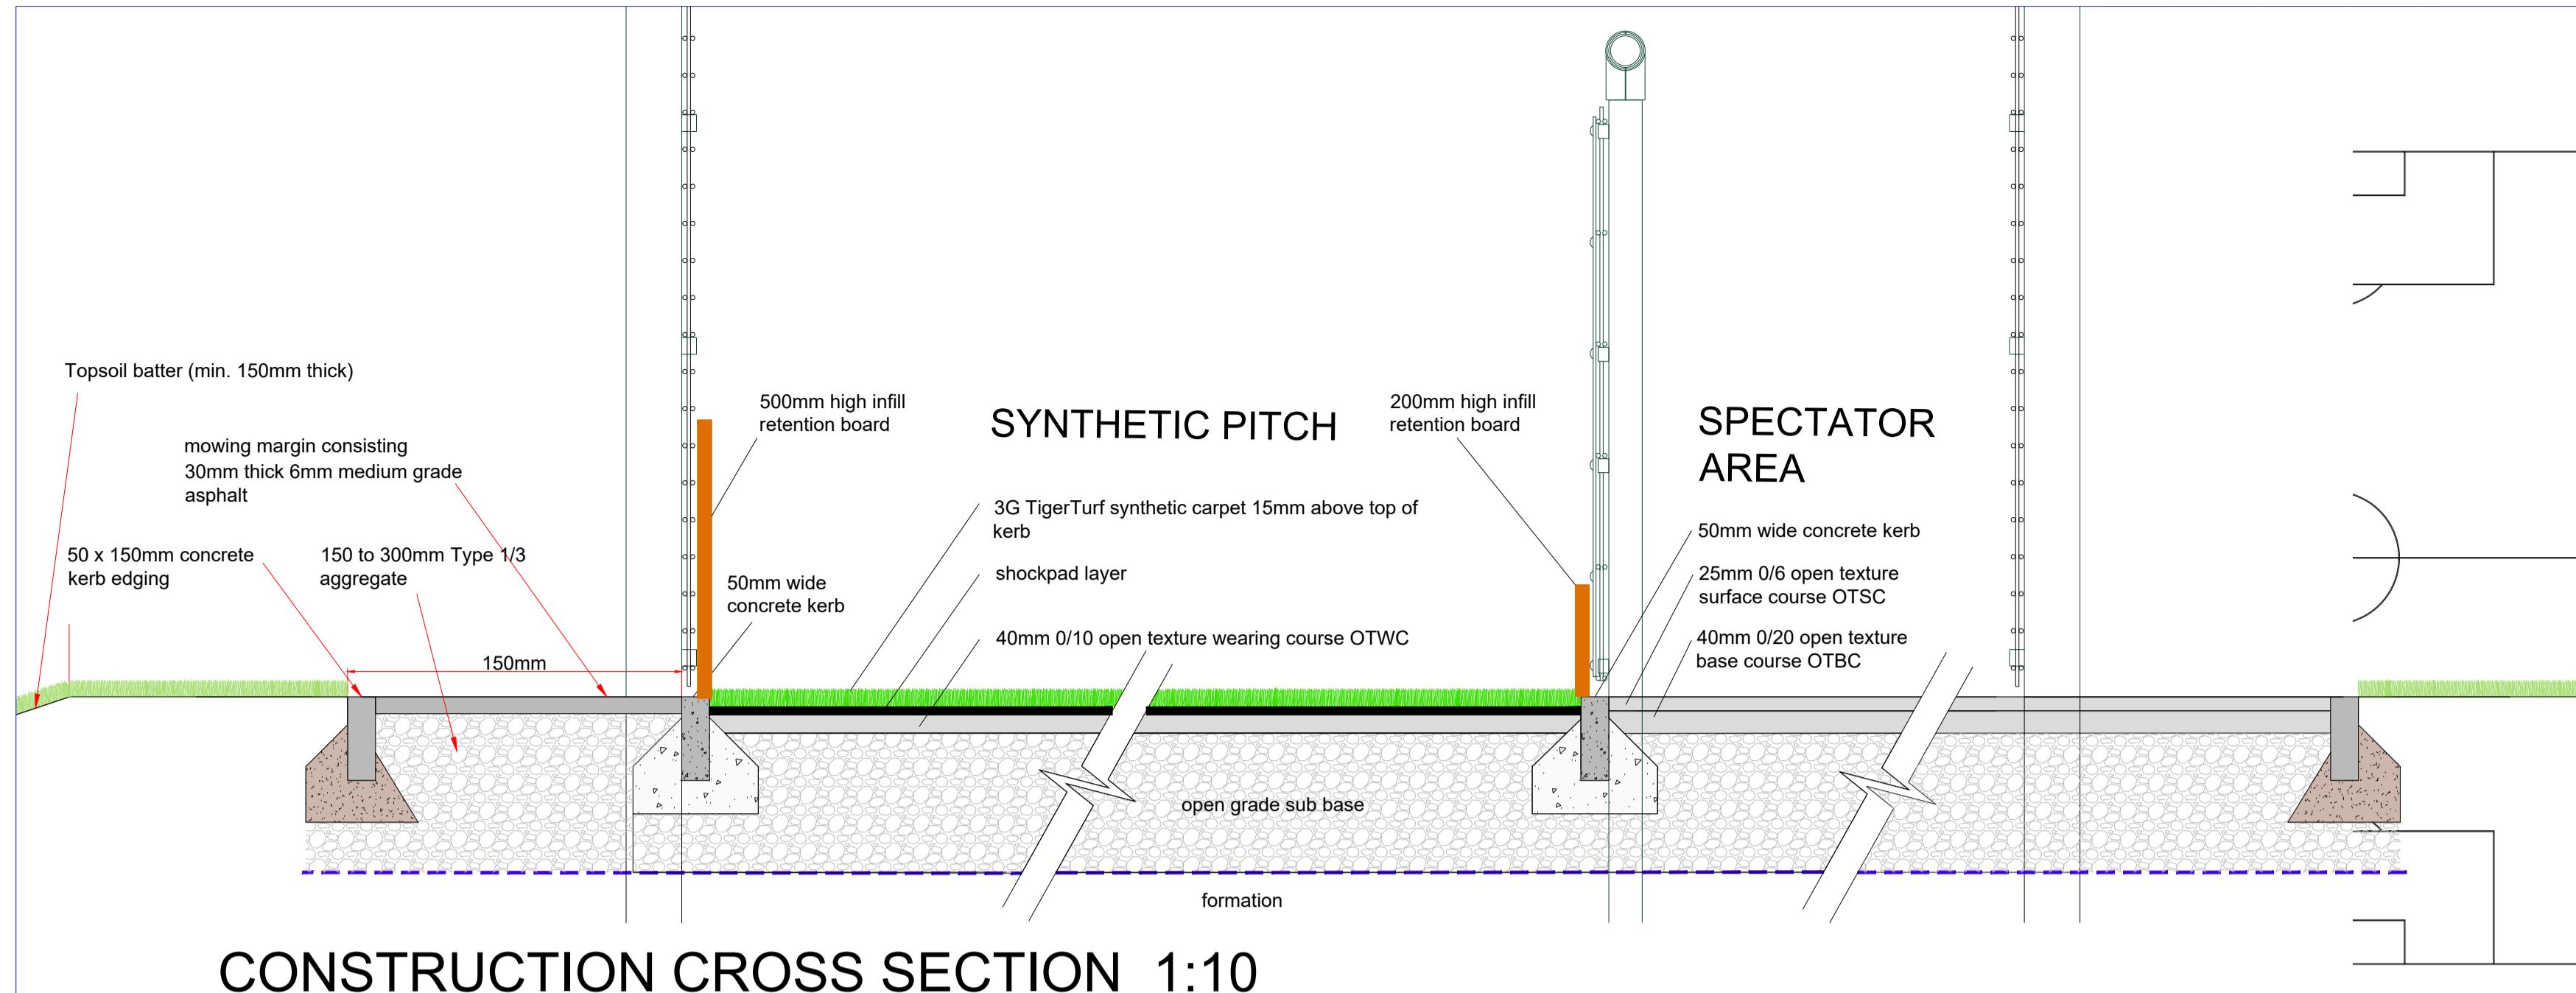 Topsoil batter (min. 150mm thick)
mowing margin consisting
30mm thick 6mm medium grade
asphalt
50 x 150mm concrete
kerb edging
150 to 300mm Type 1/3
aggregate
150mm
500mm high infill
retention board
50mm wide
concrete kerb
SYNTHETIC PITCH
3G TigerTurf synthetic carpet 15mm above top of
kerb
shockpad layer
40mm 0/10 open texture wearing course OTWC
200mm high infill
retention board
SPECTATOR
AREA
50mm wide concrete kerb
25mm 0/6 open texture
surface course OTSC
40mm 0/20 open texture
base course OTBC
open grade sub base
formation
CONSTRUCTION CROSS SECTION 1:10